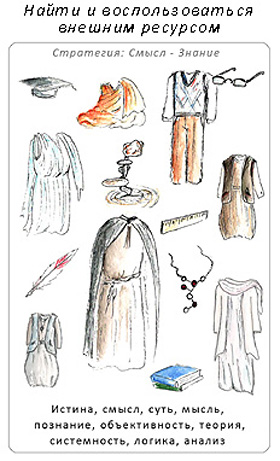 Найти и воспользоваться
внешним ресурсом
Стратегия: Смысл - Знание
Истина, смысл, суть, мысль,
познание, объективность, теория,
системность, логика, анализ